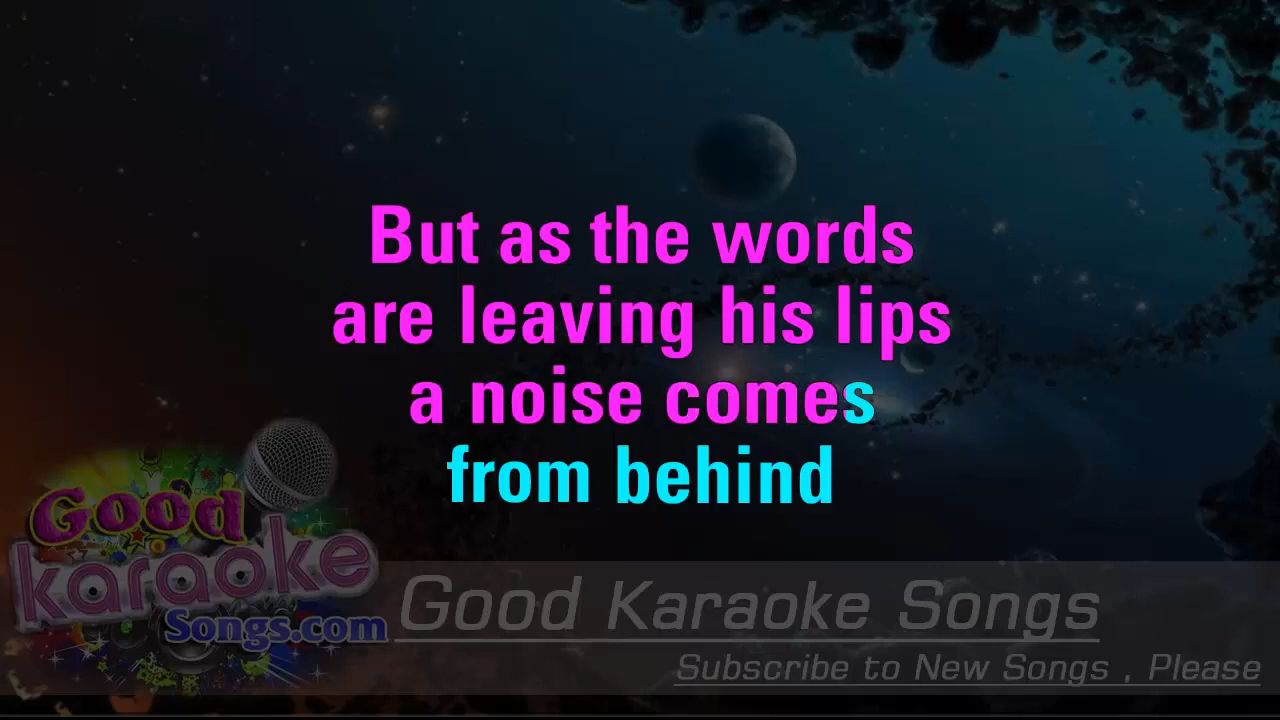 But as the words
are leaving his lips
a noise comes
from behind
Good
karaoke
Songs.com
Good Karaoke Songs
Subscribe to New Songs , Please